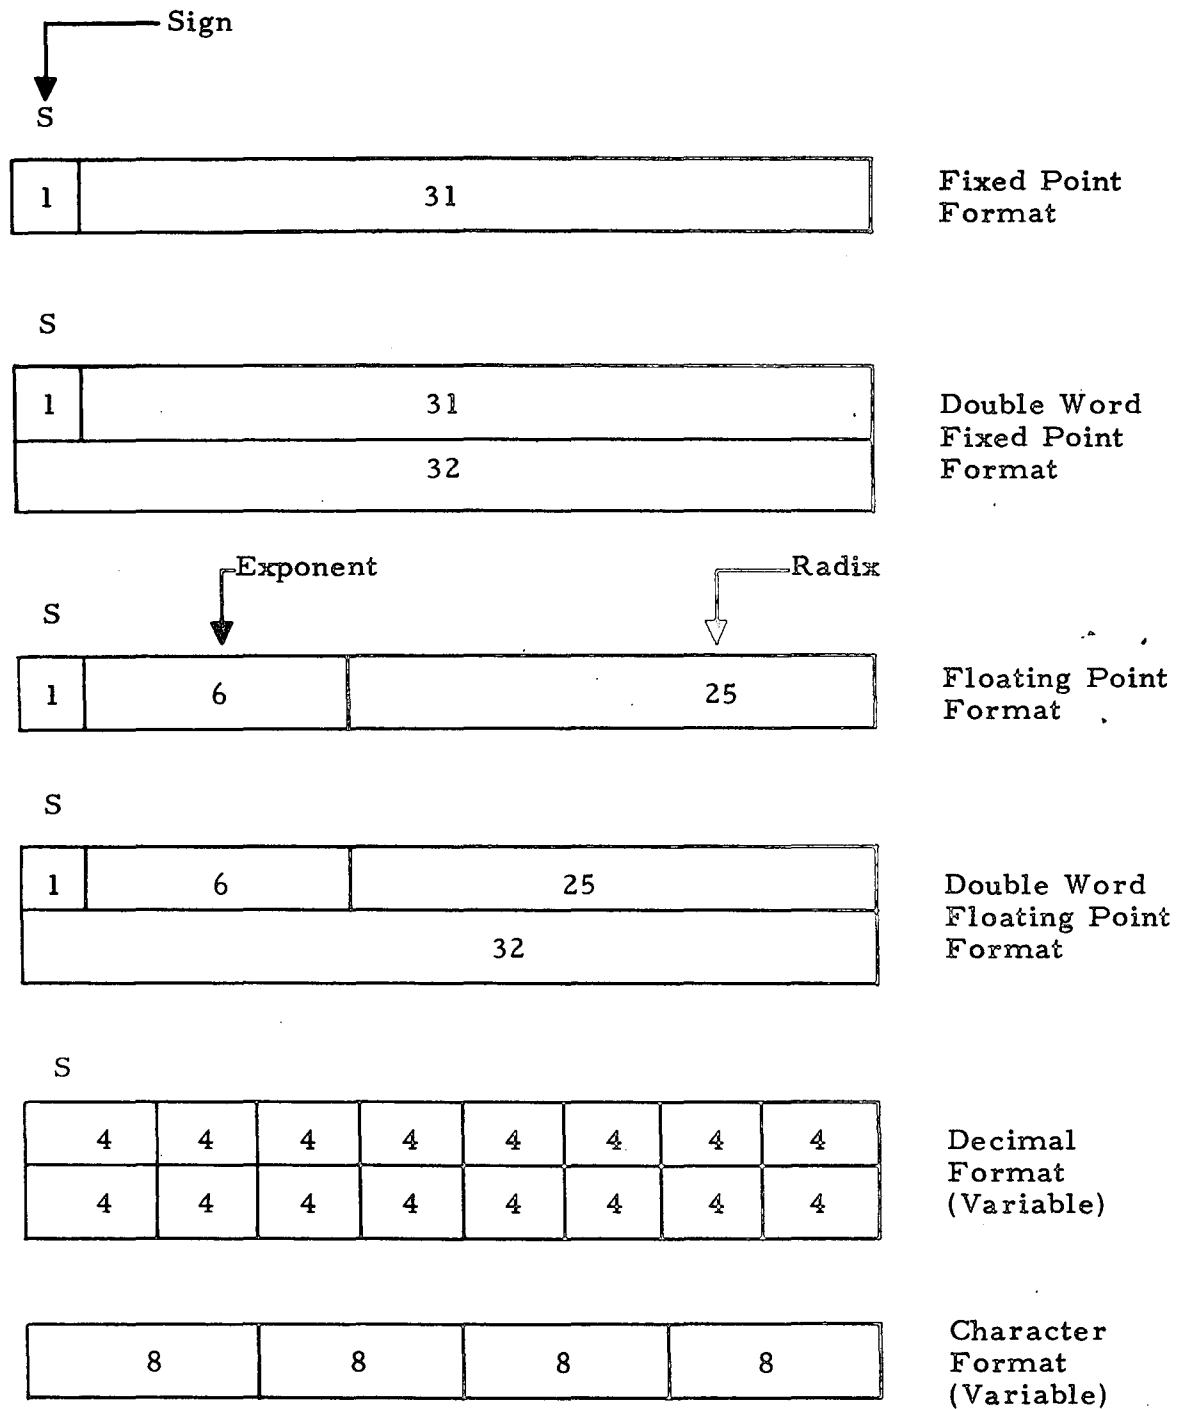 Sign
S
1 31 Fixed Point
Format
S
1 31 Double Word
Fixed Point
32 Format
Exponent Radix
S
1 6 25 Floating Point
Format
S
1 6 25 Double Word
Floating Point
32 Format
S
4 4 4 4 4 4 4 4 Decimal
Format
4 4 4 4 4 4 4 4 (Variable)
Character
8 8 8 8 Format
(Variable)